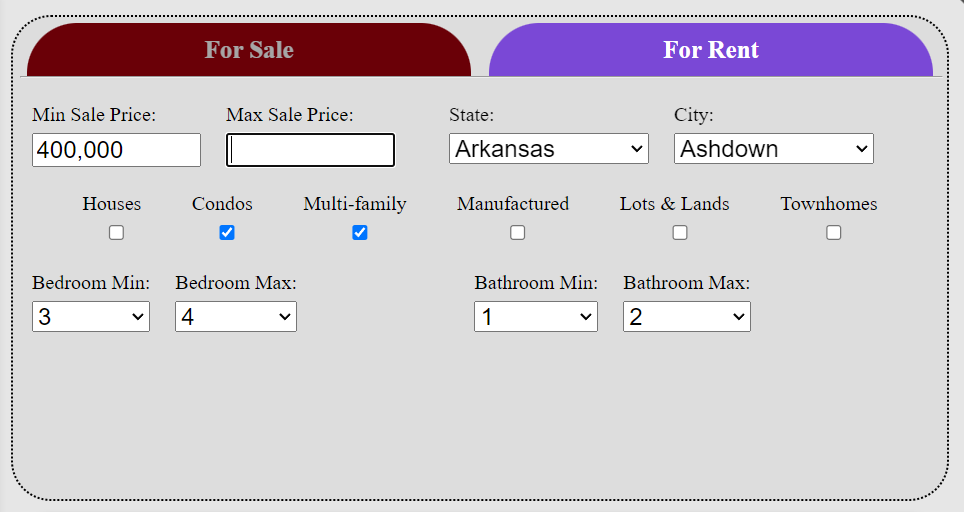 For Sale For Rent
Min Sale Price: Max Sale Price: State: City:
400,000 Arkansas Ashdown
Houses Condos Multi-family Manufactured Lots & Lands Townhomes
Bedroom Min: Bedroom Max: Bathroom Min: Bathroom Max:
3 4 1 2